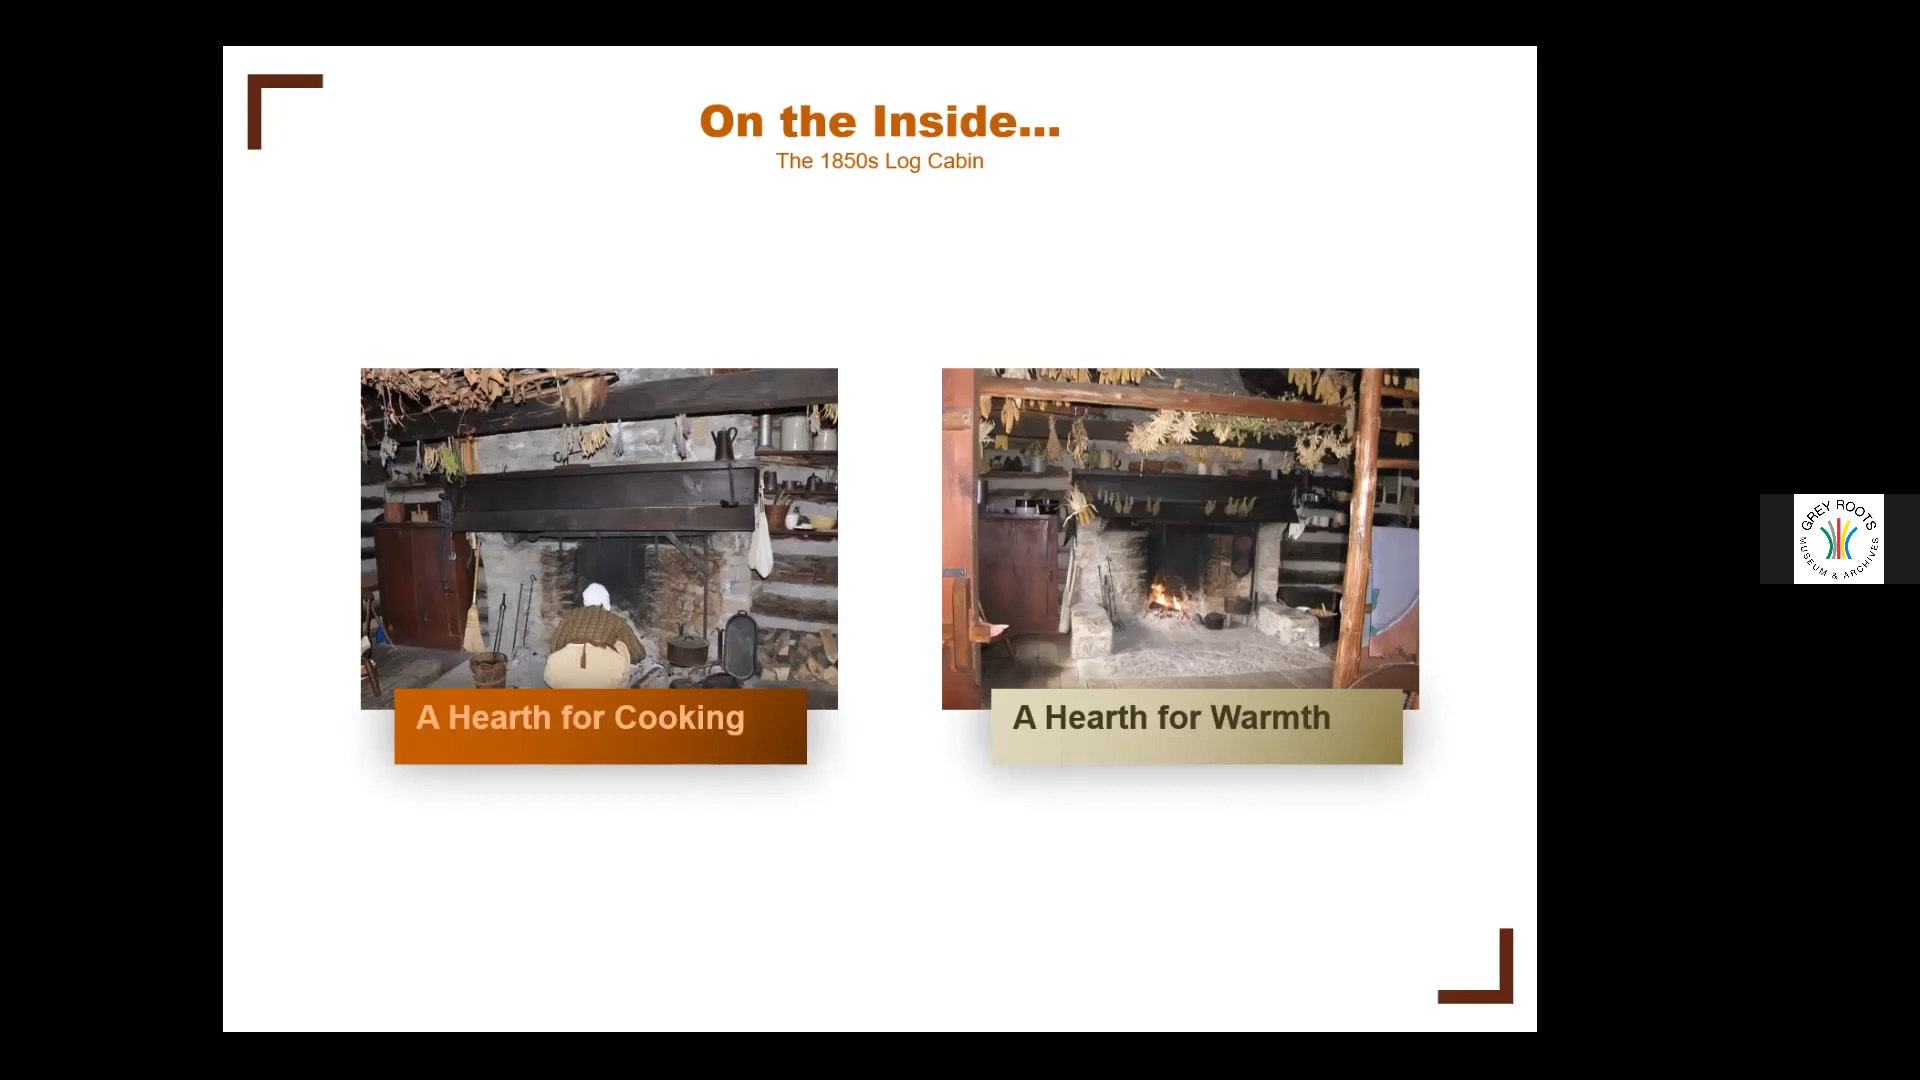 On the Inside...
The 1850s Log Cabin
A Hearth for Cooking
A Hearth for Warmth
GREY ROOTS
MUSEUM & ARCHIVES